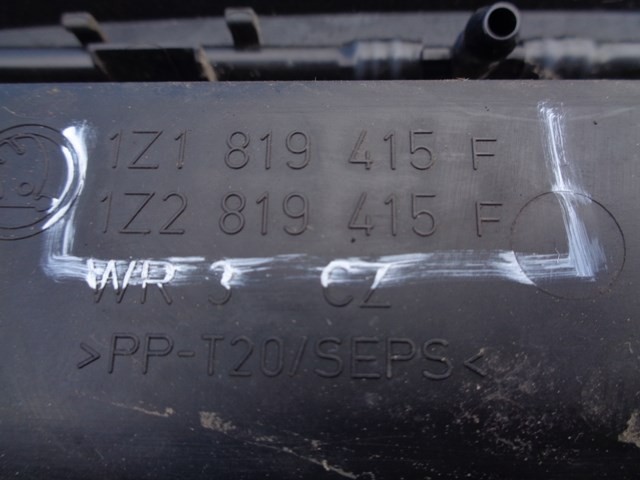 1Z1 819 415 F
1Z2 819 415 F
WR 3 CZ
>PP-T20/SEPS<